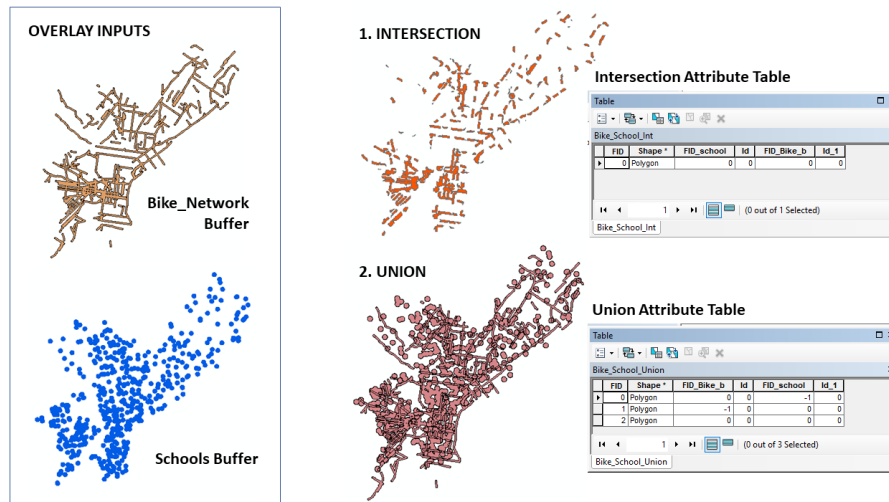 OVERLAY INPUTS
Bike_Network
Buffer
Schools Buffer
1. INTERSECTION
2. UNION
Intersection Attribute Table
Table
Bike_School_Int
FID Shape * FID_school Id FID_Bike_b Id_1
0 Polygon 0 0 0 0
1 (0 out of 1 Selected)
Bike_School_Int
Union Attribute Table
Table
Bike_School_Union
FID Shape * FID_Bike_b Id FID_school Id_1
0 Polygon 0 0 -1 0
1 Polygon -1 0 0 0
2 Polygon 0 0 0 0
1 (0 out of 3 Selected)
Bike_School_Union